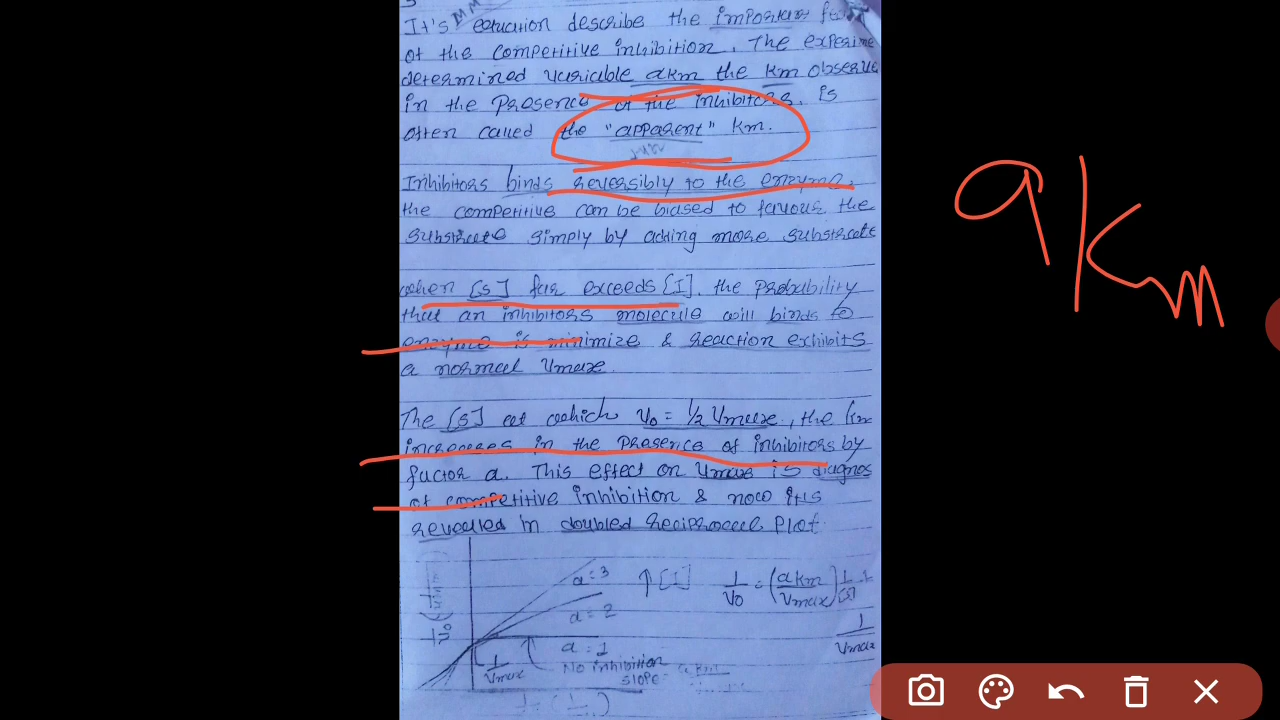 It's MM equation describe the important
of the competitive inhibition. The experime
determined variable αKm the Km observe
in the Presence of the inhibitors, is
often called the "apparent" Km.
Inhibitors binds reversibly to the enzyme,
the competitive can be biased to favour the
substrate simply by adding more substrate
when [S] far exceeds [I], the probability
that an inhibitors molecule will binds to
enzyme is minimize & reaction exhibits
a normal Vmax.
The [S] at which V0 = 1/2 Vmax, the Km
increases in the presence of inhibitors by
factor α. This effect on Vmax is diagnos
of competitive inhibition & now it's
revealed in doubled Reciprocal Plot.
α=3
↑[I]
1/V0 = (αKm/Vmax) 1/[S] +
1/Vmax
1/V0
α=2
α=1
No inhibition
1/Vmax
SLOPE=
αKm